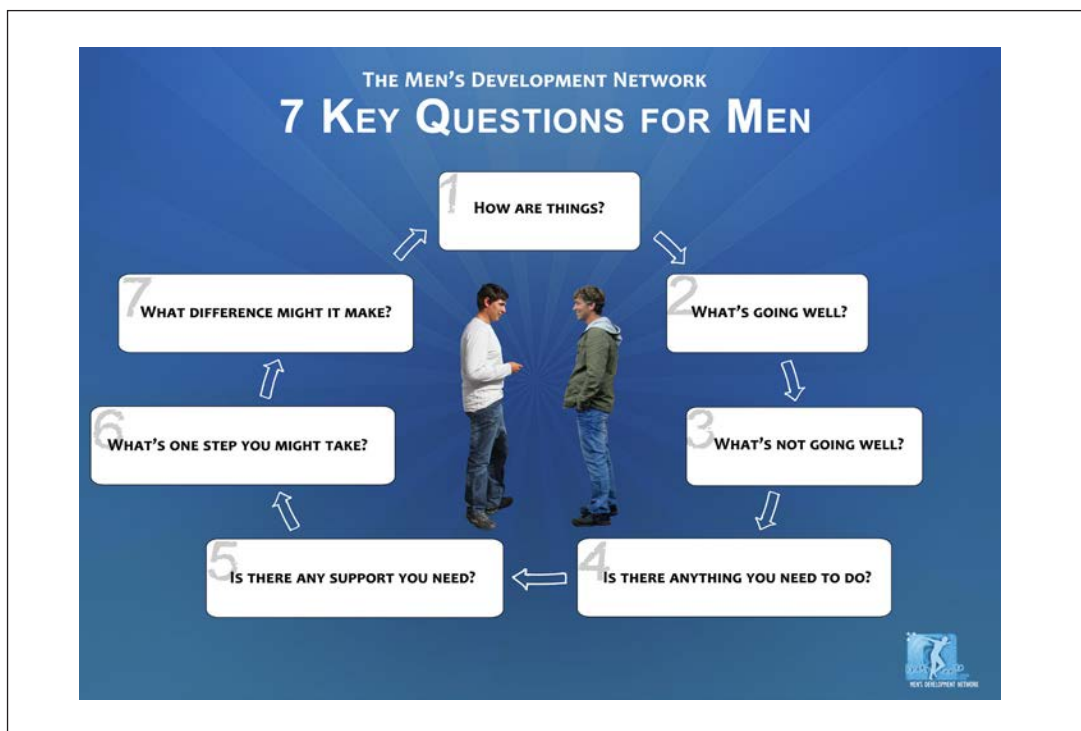 THE MEN'S DEVELOPMENT NETWORK
7 KEY QUESTIONS FOR MEN
1
HOW ARE THINGS?
2
WHAT'S GOING WELL?
3
WHAT'S NOT GOING WELL?
4
IS THERE ANYTHING YOU NEED TO DO?
5
IS THERE ANY SUPPORT YOU NEED?
6
WHAT'S ONE STEP YOU MIGHT TAKE?
7
WHAT DIFFERENCE MIGHT IT MAKE?
MEN'S DEVELOPMENT NETWORK